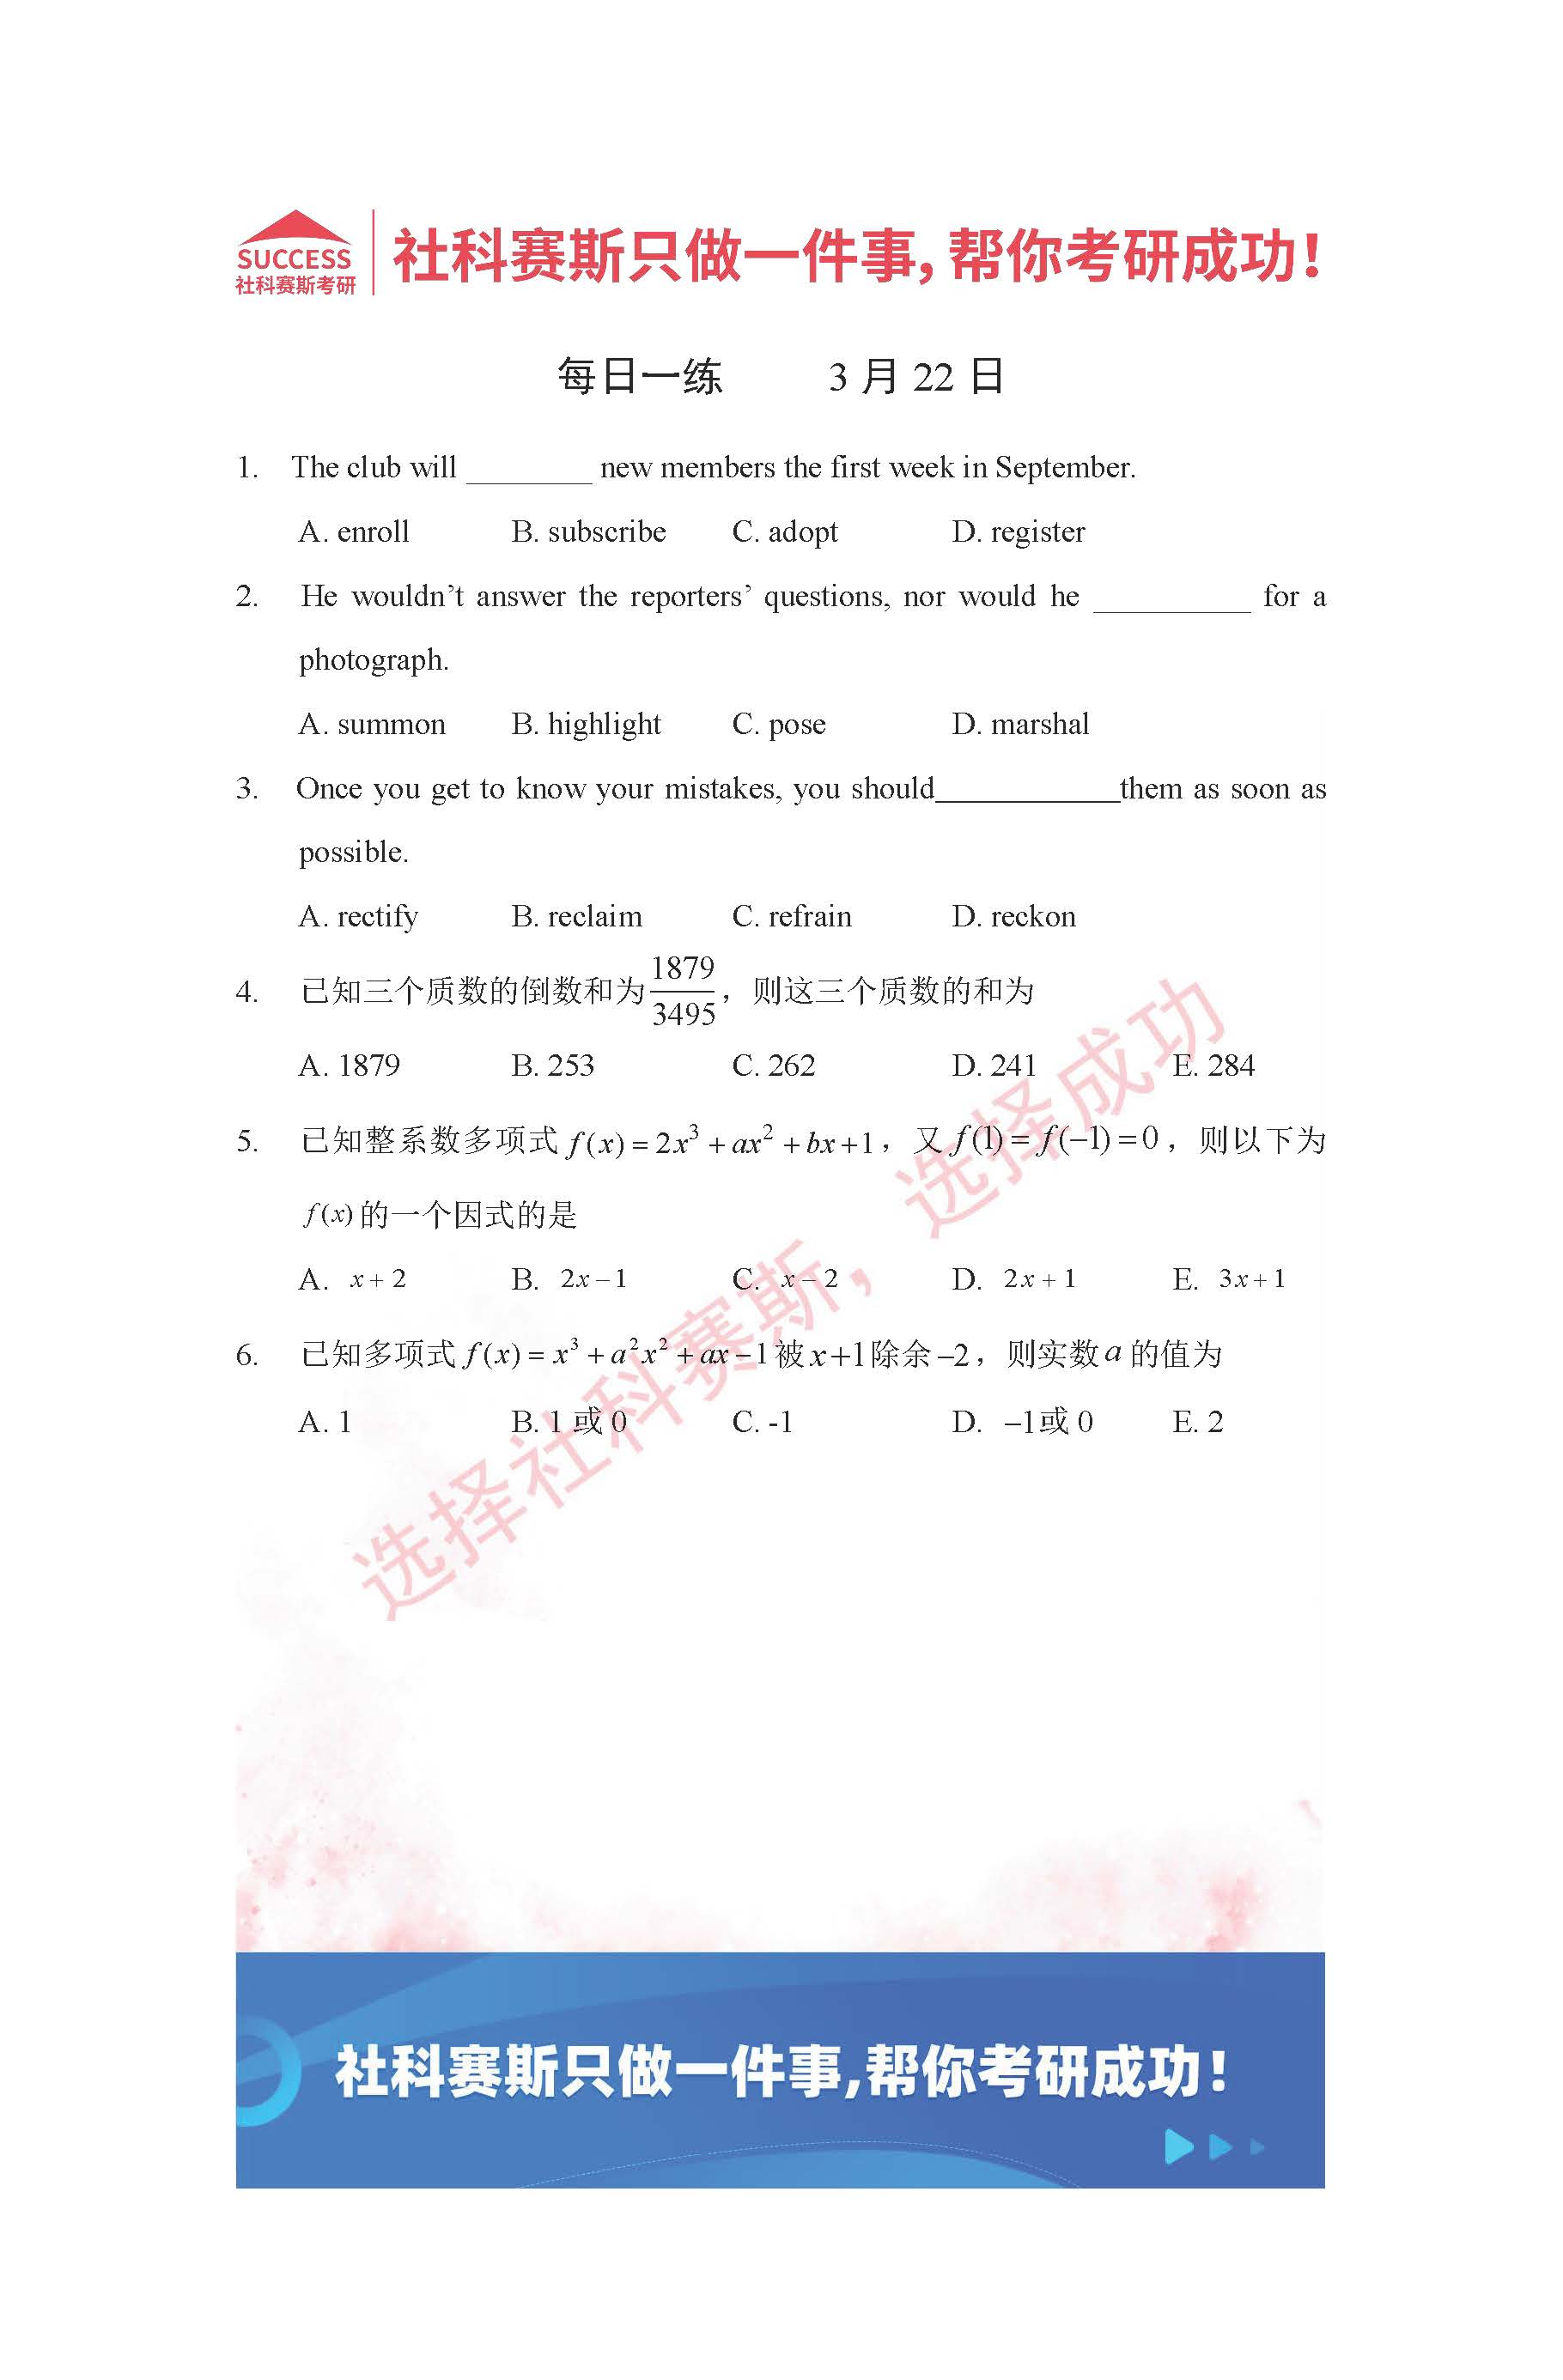 SUCCESS
社科赛斯考研
社科赛斯只做一件事，帮你考研成功！
每日一练 3 月 22 日
1. The club will ________ new members the first week in September.
A. enroll B. subscribe C. adopt D. register
2. He wouldn’t answer the reporters’ questions, nor would he __________ for a
photograph.
A. summon B. highlight C. pose D. marshal
3. Once you get to know your mistakes, you should____________them as soon as
possible.
A. rectify B. reclaim C. refrain D. reckon
4. 已知三个质数的倒数和为 1879/3495，则这三个质数的和为
A. 1879 B. 253 C. 262 D. 241 E. 284
5. 已知整系数多项式 f(x)=2x³+ax²+bx+1，又 f(1)=f(−1)=0，则以下为
f(x) 的一个因式的是
A. x+2 B. 2x−1 C. x−2 D. 2x+1 E. 3x+1
6. 已知多项式 f(x)=x³+a²x²+ax−1 被 x+1 除余 −2，则实数 a 的值为
A. 1 B. 1 或 0 C. -1 D. −1或 0 E. 2
选择社科赛斯，选择成功
社科赛斯只做一件事,帮你考研成功！